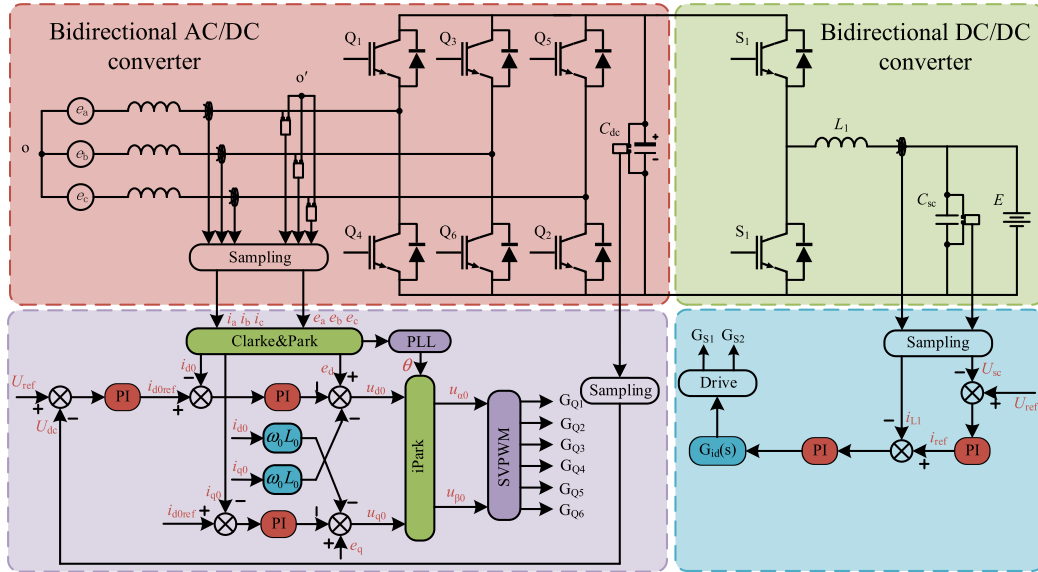 Bidirectional AC/DC
converter
Bidirectional DC/DC
converter
Q1
Q3
Q5
S1
o'
ea
o
eb
ec
Cdc
+
−
L1
Csc
E
Q4
Q6
Q2
S1
Sampling
ia ib ic
ea eb ec
Clarke&Park
PLL
θ
Sampling
Sampling
GS1
GS2
Drive
Usc
−
+
Uref
Uref
+
−
Udc
PI
id0ref
+
id0
−
PI
−
ed
+
−
ud0
iPark
uα0
SVPWM
GQ1
GQ2
GQ3
GQ4
GQ5
GQ6
id0
ω0L0
iq0
ω0L0
iq0
−
id0ref
+
PI
−
−
+
eq
uq0
uβ0
Gid(s)
PI
−
iL1
iref
+
PI